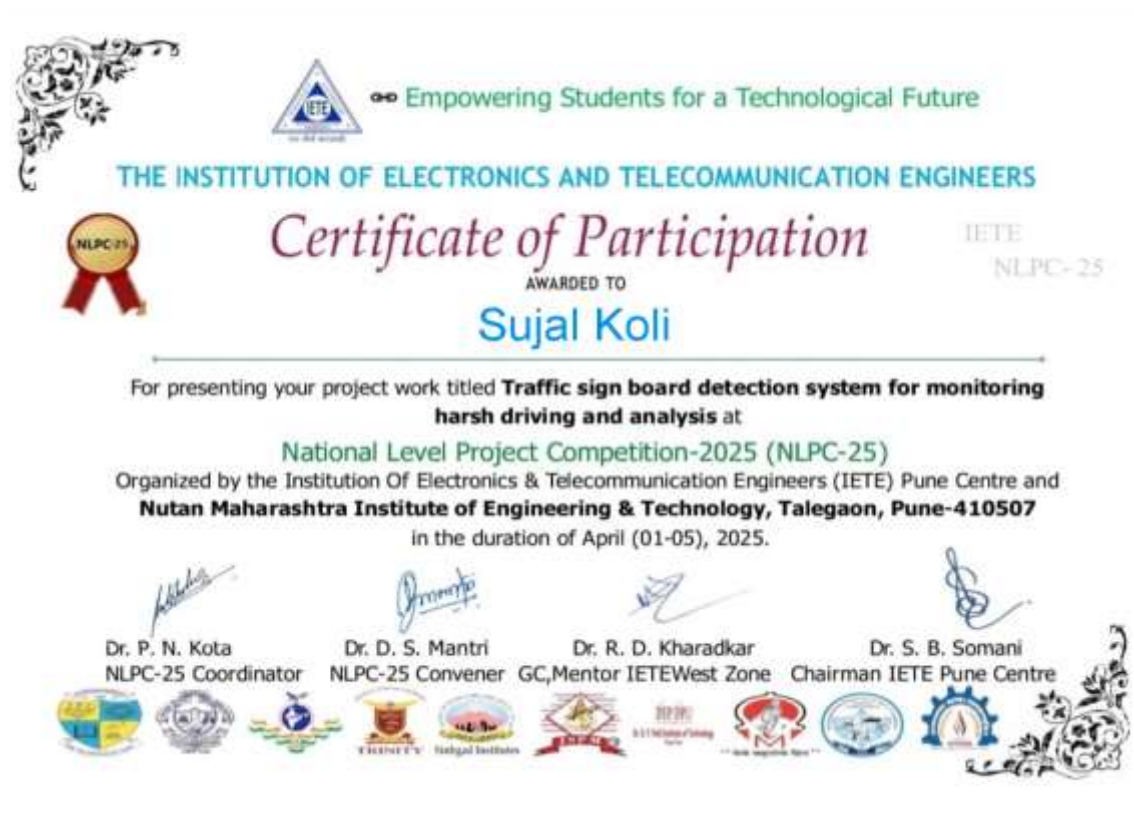 IETE
Empowering Students for a Technological Future
THE INSTITUTION OF ELECTRONICS AND TELECOMMUNICATION ENGINEERS
NLPC-25
Certificate of Participation
IETE
NLPC- 25
AWARDED TO
Sujal Koli
For presenting your project work titled Traffic sign board detection system for monitoring
harsh driving and analysis at
National Level Project Competition-2025 (NLPC-25)
Organized by the Institution Of Electronics & Telecommunication Engineers (IETE) Pune Centre and
Nutan Maharashtra Institute of Engineering & Technology, Talegaon, Pune-410507
in the duration of April (01-05), 2025.
Dr. P. N. Kota Dr. D. S. Mantri Dr. R. D. Kharadkar Dr. S. B. Somani
NLPC-25 Coordinator NLPC-25 Convener GC,Mentor IETEWest Zone Chairman IETE Pune Centre
TRINITY